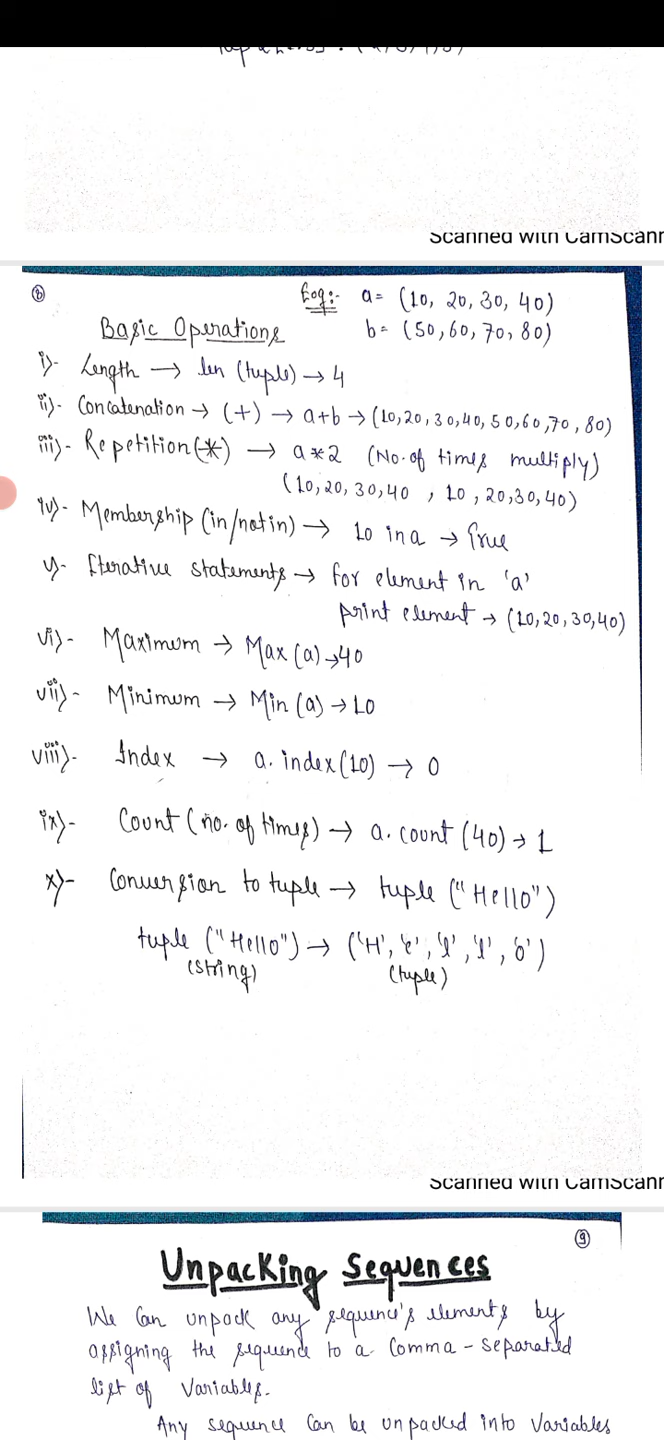 Scanned with CamScanr
⑧
Eog:- a= (10, 20, 30, 40)
Basic Operations
b= (50, 60, 70, 80)
i)- Length → len (tuple) → 4
ii)- Concatenation → (+) → a+b → (10,20,30,40,50,60,70,80)
iii)- Repetition(*) → a*2 (No. of times multiply)
(10,20,30,40 , 10,20,30,40)
iv)- Membership (in/not in) → 10 in a → True
v)- Iterative statements → for element in 'a'
print element → (10,20,30,40)
vi)- Maximum → Max (a) → 40
vii)- Minimum → Min (a) → 10
viii)- Index → a. index(10) → 0
ix)- Count (no. of times) → a. count (40) → 1
x)- Conversion to tuple → tuple ("Hello")
tuple ("Hello") → ('H', 'e', 'l', 'l', 'o')
(string) (tuple)
Scanned with CamScanr
⑨
Unpacking Sequences
We Can unpack any sequence's elements by
assigning the sequence to a Comma - separated
list of Variables.
Any sequence Can be unpacked into Variables